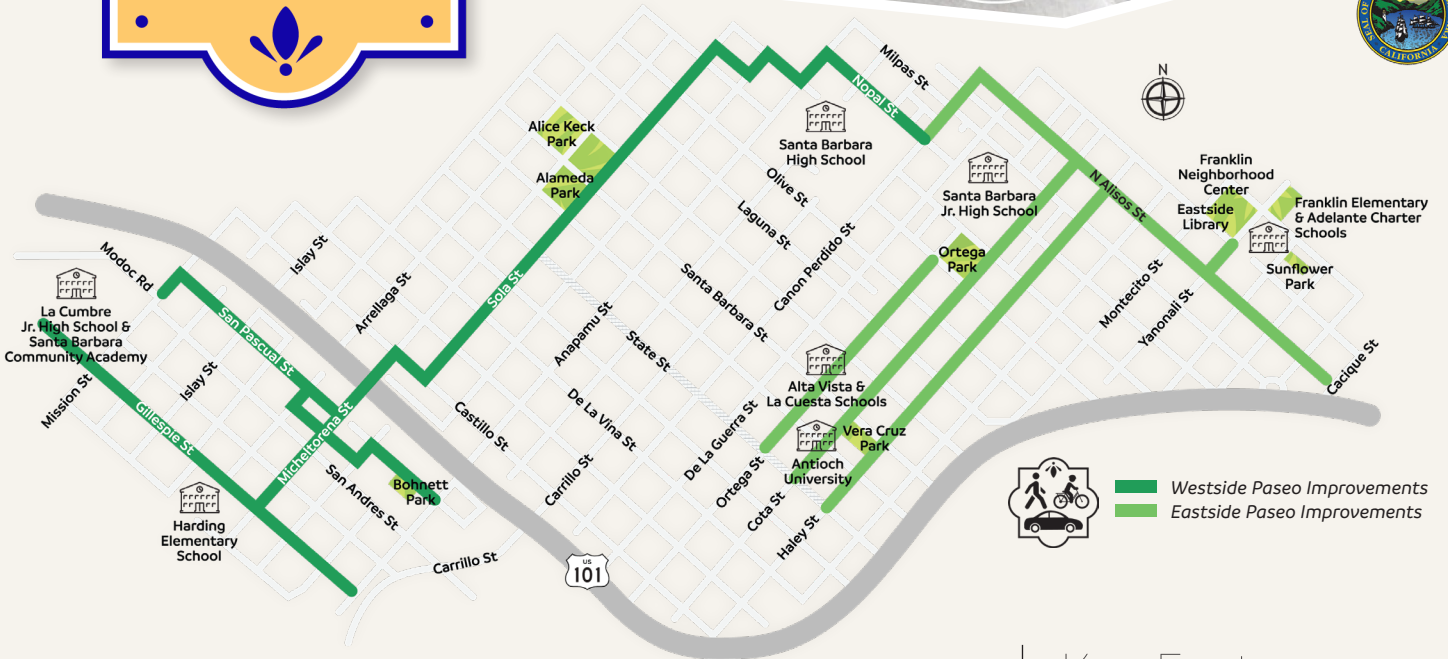 SEAL OF
CALIFORNIA
N
Milpas St
Nopal St
Alice Keck
Park
Alameda
Park
Santa Barbara
High School
Olive St
Laguna St
Santa Barbara St
Canon Perdido St
Santa Barbara
Jr. High School
N Alisos St
Franklin
Neighborhood
Center
Eastside
Library
Franklin Elementary
& Adelante Charter
Schools
Sunflower
Park
Ortega
Park
Montecito St
Yanonali St
Cacique St
Modoc Rd
Islay St
Arrellaga St
Sola St
La Cumbre
Jr. High School &
Santa Barbara
Community Academy
San Pascual St
Anapamu St
State St
Mission St
Islay St
Gillespie St
Micheltorena St
Castillo St
De La Vina St
Alta Vista &
La Cuesta Schools
De La Guerra St
Vera Cruz
Park
Antioch
University
Ortega St
Cota St
Haley St
San Andres St
Bohnett
Park
Carrillo St
Harding
Elementary
School
Carrillo St
US
101
Westside Paseo Improvements
Eastside Paseo Improvements